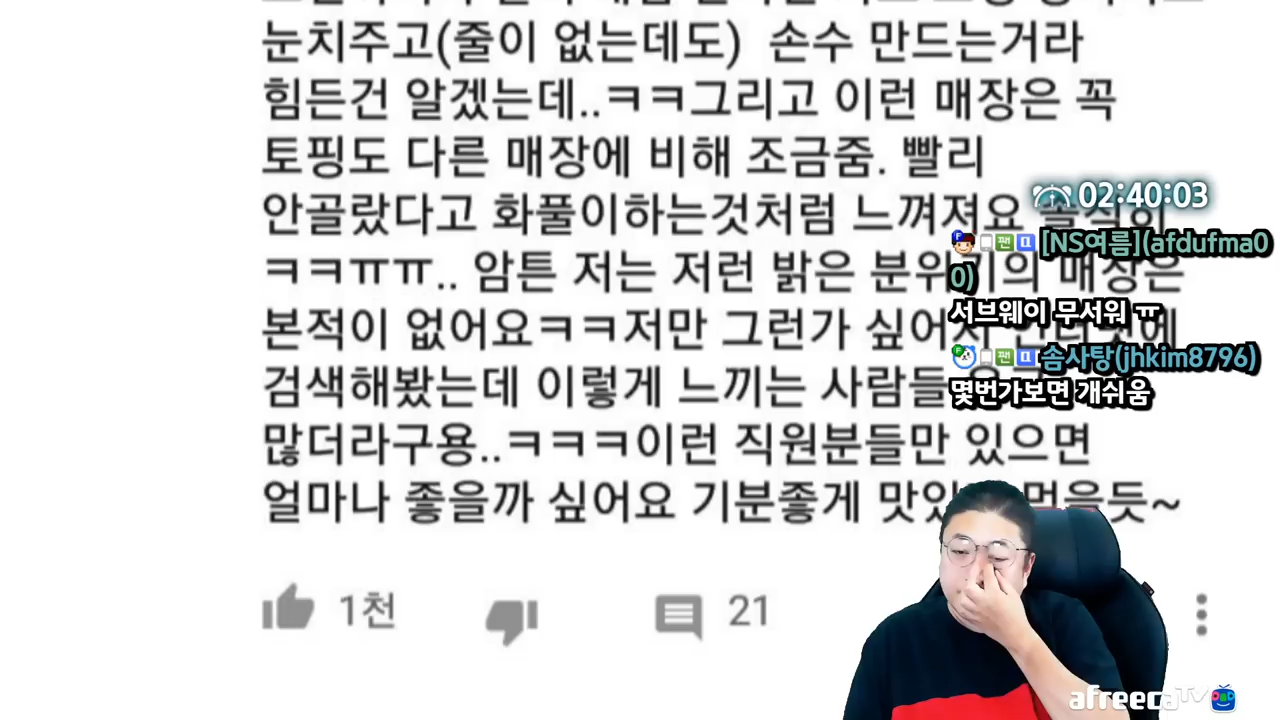 눈치주고(줄이 없는데도) 손수 만드는거라
힘든건 알겠는데..ㅋㅋ그리고 이런 매장은 꼭
토핑도 다른 매장에 비해 조금줌. 빨리
안골랐다고 화풀이하는것처럼 느껴져요 솔직히
ㅋㅋㅠㅠ.. 암튼 저는 저런 밝은 분위기의 매장은
본적이 없어요ㅋㅋ저만 그런가 싶어서
검색해봤는데 이렇게 느끼는 사람들
많더라구용..ㅋㅋㅋ이런 직원분들만 있으면
얼마나 좋을까 싶어요 기분좋게 먹을듯~
1천
21
02:40:03
팬 [NS여름](afdufma0
0)
서브웨이 무서워 ㅠ
팬 솜사탕(jhkim8796)
몇번가보면 개쉬움
afreecaTV